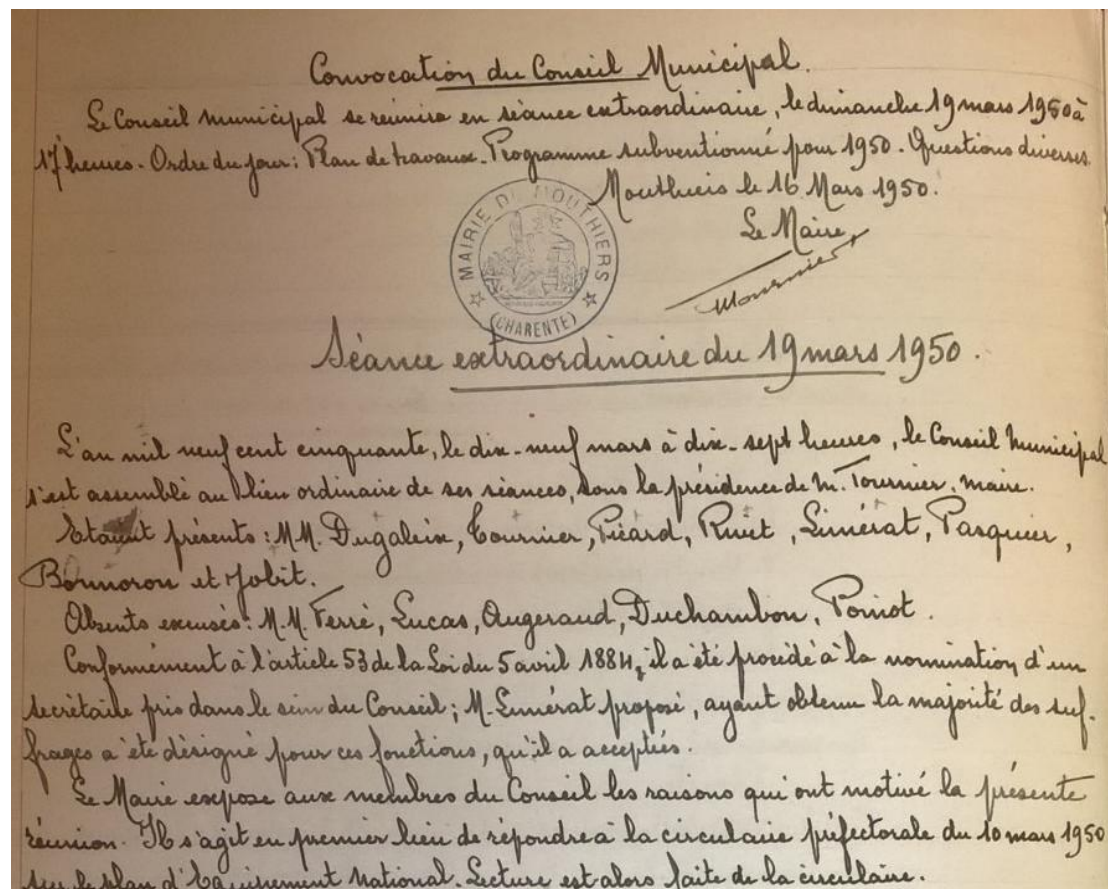 Convocation du Conseil Municipal.
Le Conseil municipal se réunira en séance extraordinaire, le dimanche 19 mars 1950 à
17 heures - Ordre du jour : Plan de travaux - Programme subventionné pour 1950 - Questions diverses.
Mouthiers le 16 Mars 1950.
Le Maire,
Tournier
MAIRIE DE MOUTHIERS
(CHARENTE)
Séance extraordinaire du 19 mars 1950.
L'an mil neuf cent cinquante, le dix-neuf mars à dix-sept heures, le Conseil Municipal
s'est assemblé au lieu ordinaire de ses séances, sous la présidence de M. Tournier, maire.
Etaient présents : MM. Dugaleix, Tournier, Picard, Rivet, Limérat, Pasquier,
Bonnoron et Jobit.
Absents excusés : M.M. Ferré, Lucas, Augeraud, Duchambon, Poinot.
Conformément à l'article 53 de la Loi du 5 avril 1884, il a été procédé à la nomination d'un
secrétaire pris dans le sein du Conseil ; M. Limérat proposé, ayant obtenu la majorité des suf-
frages a été désigné pour ces fonctions, qu'il a acceptées.
Le Maire expose aux membres du Conseil les raisons qui ont motivé la présente
réunion. Il s'agit en premier lieu de répondre à la circulaire préfectorale du 10 mars 1950
sur le plan d'Equipement National. Lecture est alors faite de la circulaire.